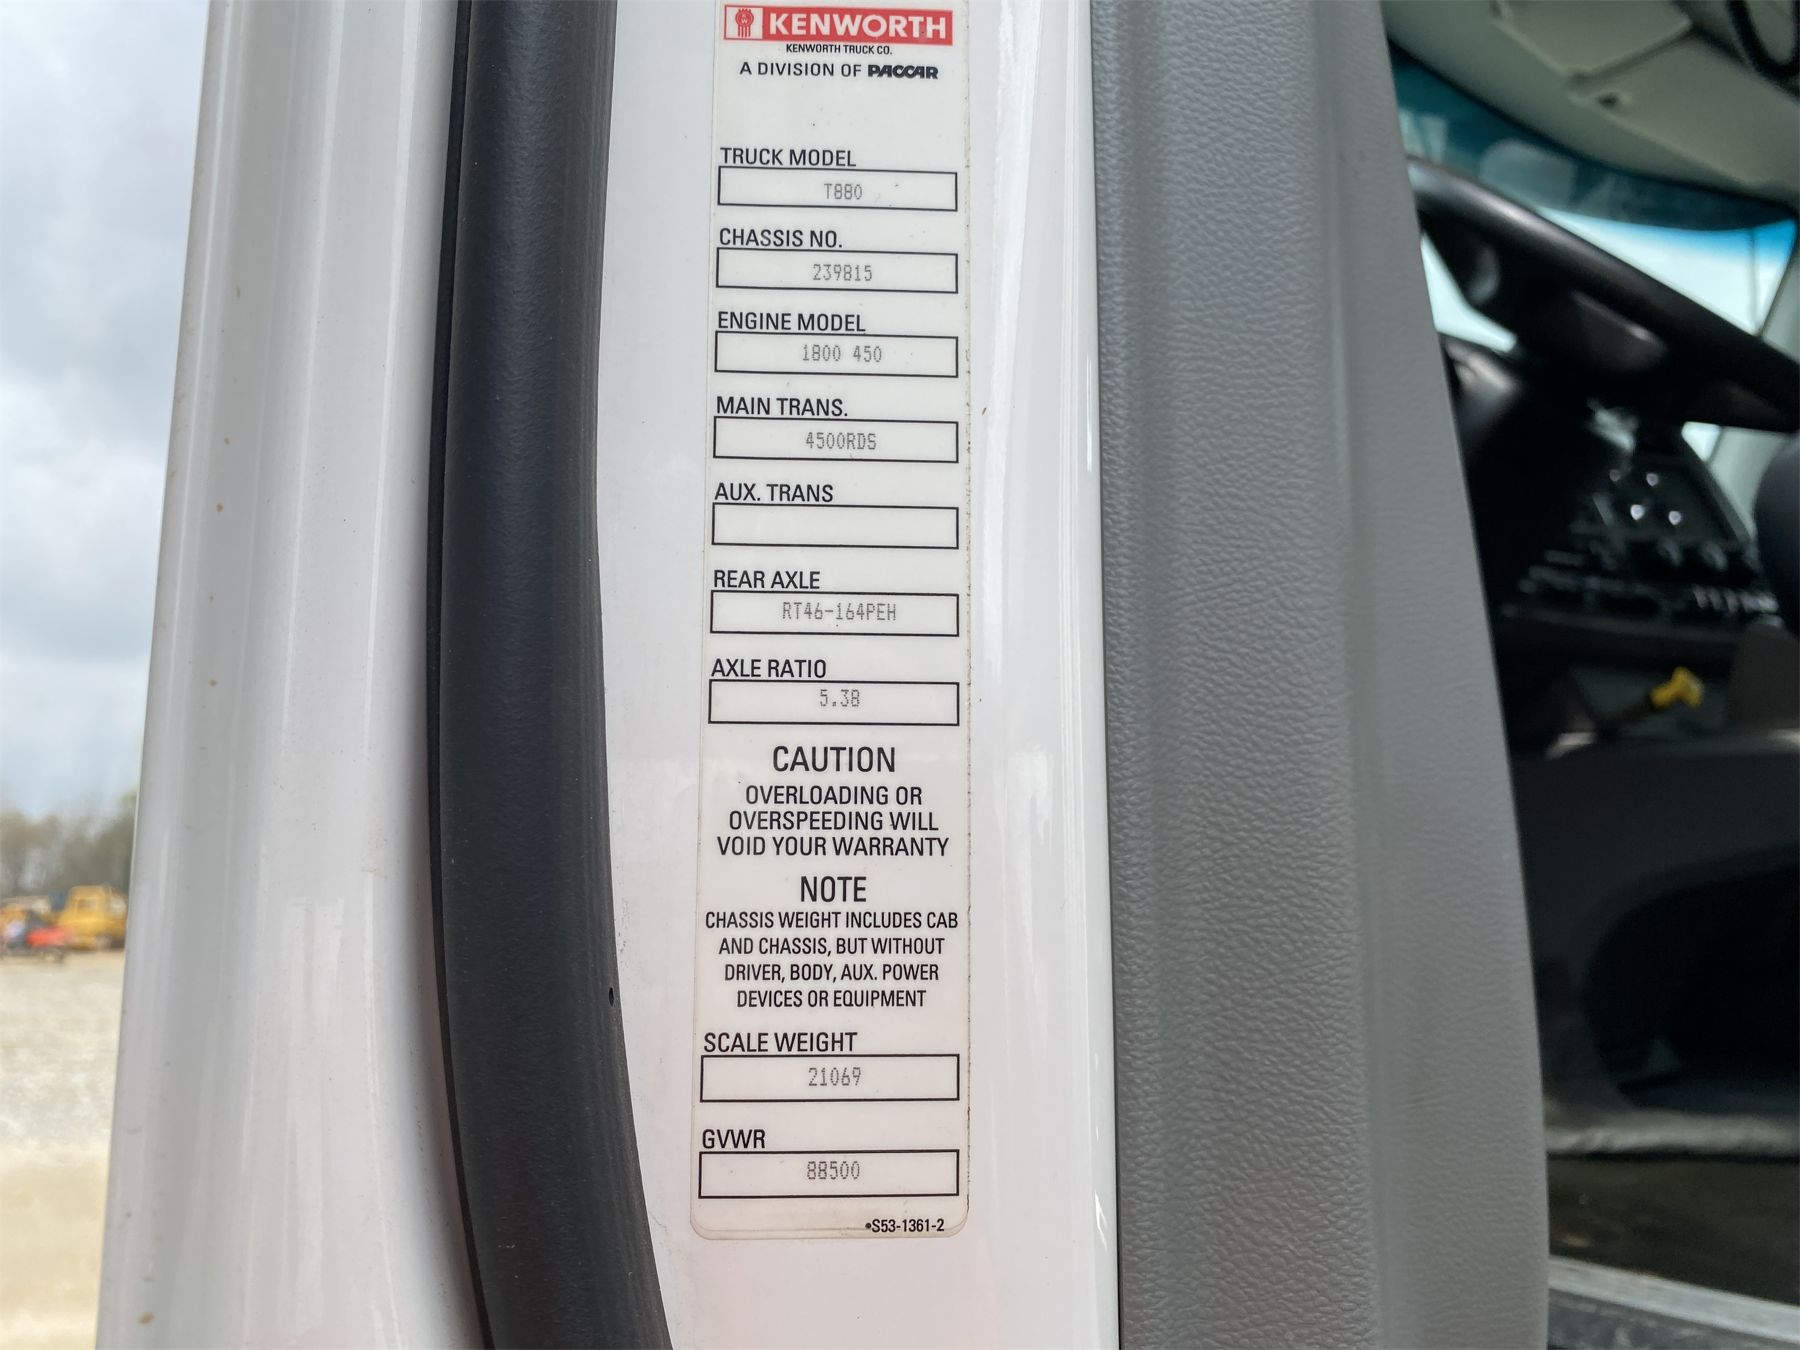 KENWORTH
KENWORTH TRUCK CO.
A DIVISION OF PACCAR
TRUCK MODEL
T880
CHASSIS NO.
239815
ENGINE MODEL
1800 450
MAIN TRANS.
4500RDS
AUX. TRANS
REAR AXLE
RT46-164PEH
AXLE RATIO
5.38
CAUTION
OVERLOADING OR
OVERSPEEDING WILL
VOID YOUR WARRANTY
NOTE
CHASSIS WEIGHT INCLUDES CAB
AND CHASSIS, BUT WITHOUT
DRIVER, BODY, AUX. POWER
DEVICES OR EQUIPMENT
SCALE WEIGHT
21069
GVWR
88500
•S53-1361-2